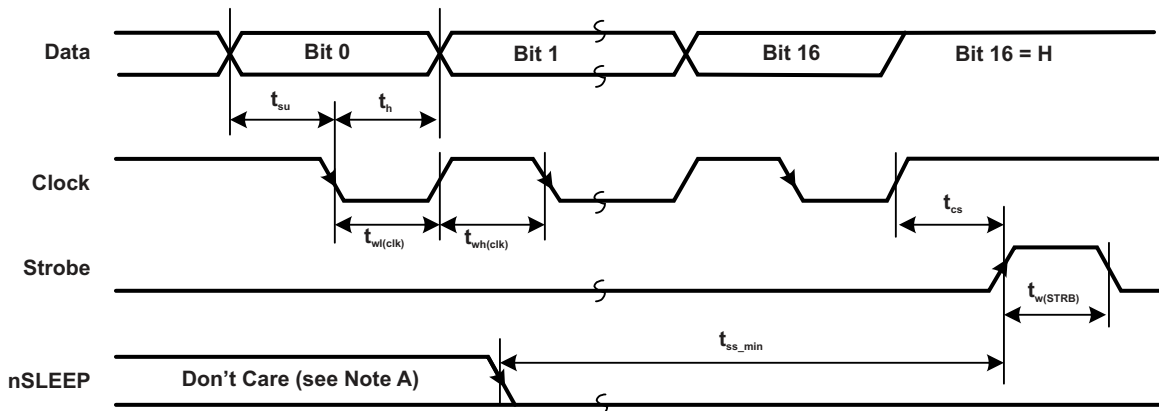 Data
Bit 0
Bit 1
Bit 16
Bit 16 = H
tsu
th
Clock
twl(clk)
twh(clk)
tcs
Strobe
tw(STRB)
tss_min
nSLEEP
Don't Care (see Note A)